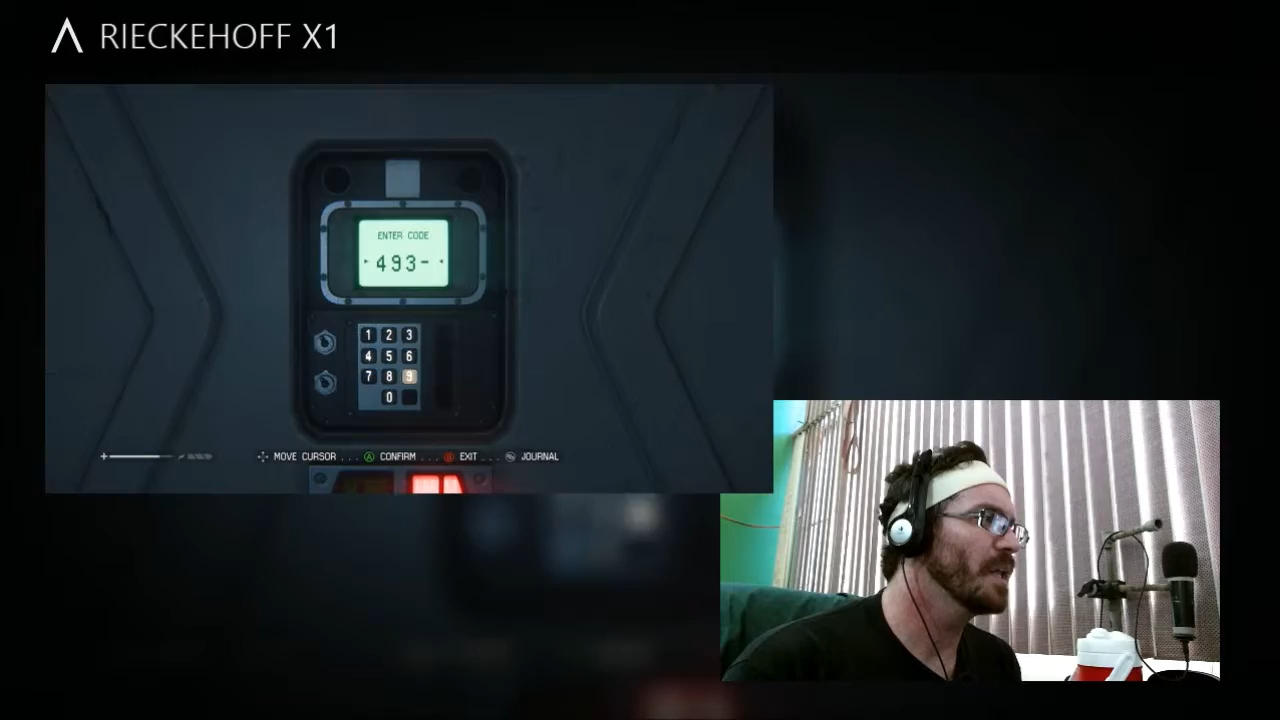 RIECKEHOFF X1
ENTER CODE
493-
1 2 3
4 5 6
7 8 9
0
MOVE CURSOR . . . A CONFIRM . . . B EXIT . . . JOURNAL